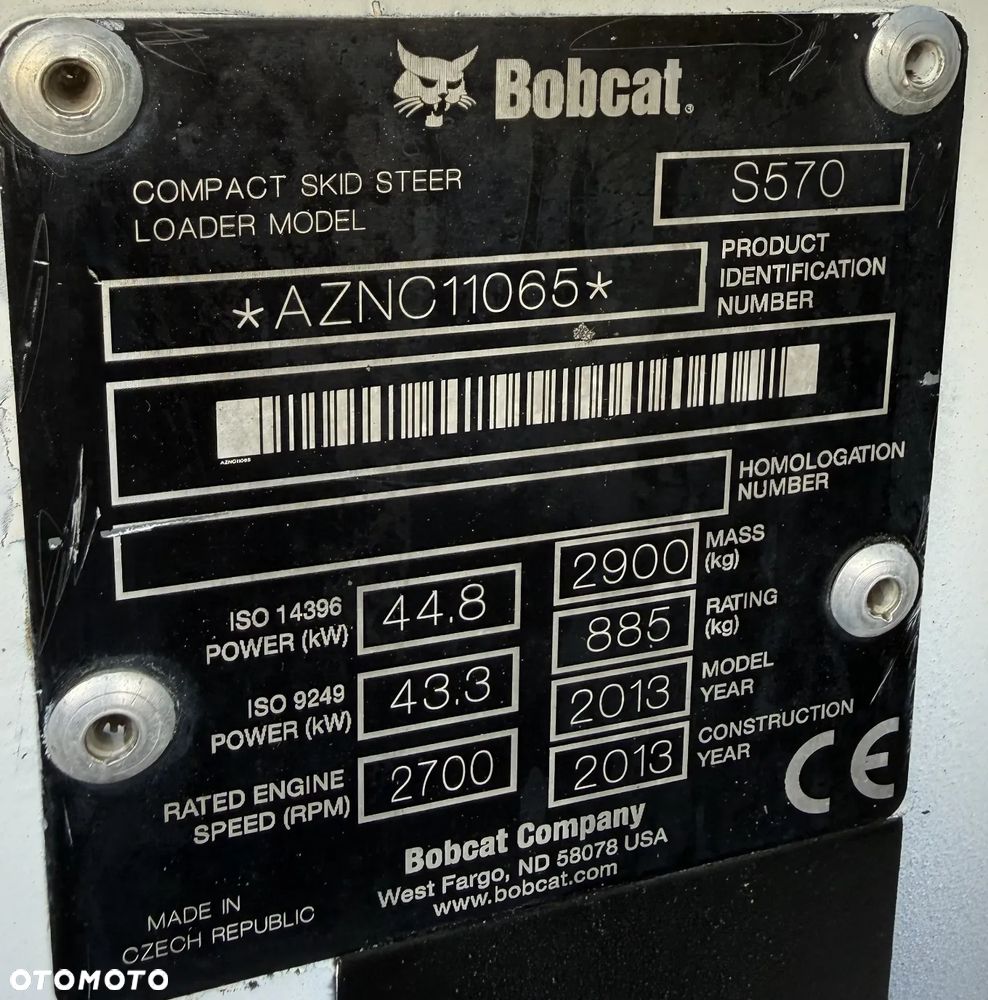 Bobcat®
COMPACT SKID STEER
LOADER MODEL
S570
*AZNC11065*
PRODUCT
IDENTIFICATION
NUMBER
AZNC11065
HOMOLOGATION
NUMBER
ISO 14396
POWER (kW)
44.8
2900
MASS
(kg)
885
RATING
(kg)
ISO 9249
POWER (kW)
43.3
2013
MODEL
YEAR
RATED ENGINE
SPEED (RPM)
2700
2013
CONSTRUCTION
YEAR
CE
Bobcat Company
West Fargo, ND 58078 USA
www.bobcat.com
MADE IN
CZECH REPUBLIC
OTOMOTO